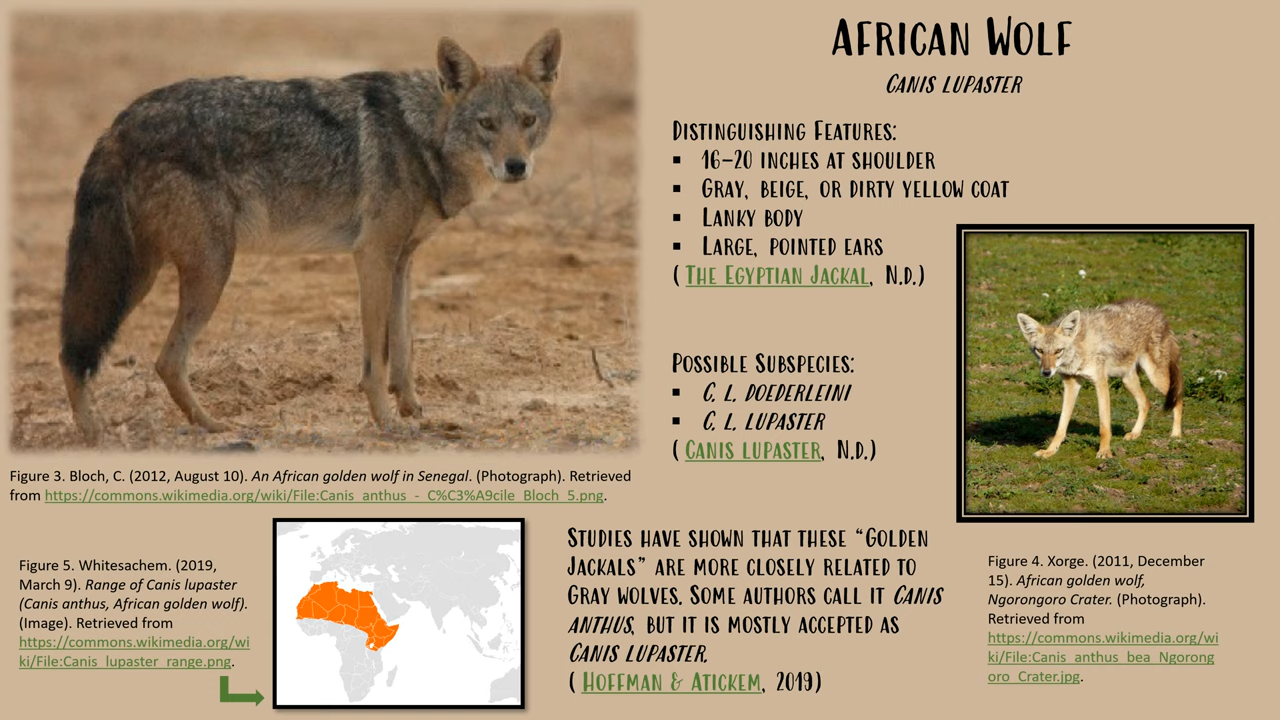 African Wolf
Canis lupaster
Distinguishing Features:
▪ 16–20 inches at shoulder
▪ Gray, beige, or dirty yellow coat
▪ Lanky body
▪ Large, pointed ears
( The Egyptian Jackal, n.d.)
Possible Subspecies:
▪ C. l. doederleini
▪ C. l. lupaster
( Canis lupaster, n.d.)
Figure 3. Bloch, C. (2012, August 10). An African golden wolf in Senegal. (Photograph). Retrieved
from https://commons.wikimedia.org/wiki/File:Canis_anthus_-_C%C3%A9cile_Bloch_5.png.
Figure 5. Whitesachem. (2019,
March 9). Range of Canis lupaster
(Canis anthus, African golden wolf).
(Image). Retrieved from
https://commons.wikimedia.org/wi
ki/File:Canis_lupaster_range.png.
Studies have shown that these “Golden
Jackals” are more closely related to
Gray wolves. Some authors call it Canis
anthus, but it is mostly accepted as
Canis lupaster.
( Hoffman & Atickem, 2019)
Figure 4. Xorge. (2011, December
15). African golden wolf,
Ngorongoro Crater. (Photograph).
Retrieved from
https://commons.wikimedia.org/wi
ki/File:Canis_anthus_bea_Ngorong
oro_Crater.jpg.